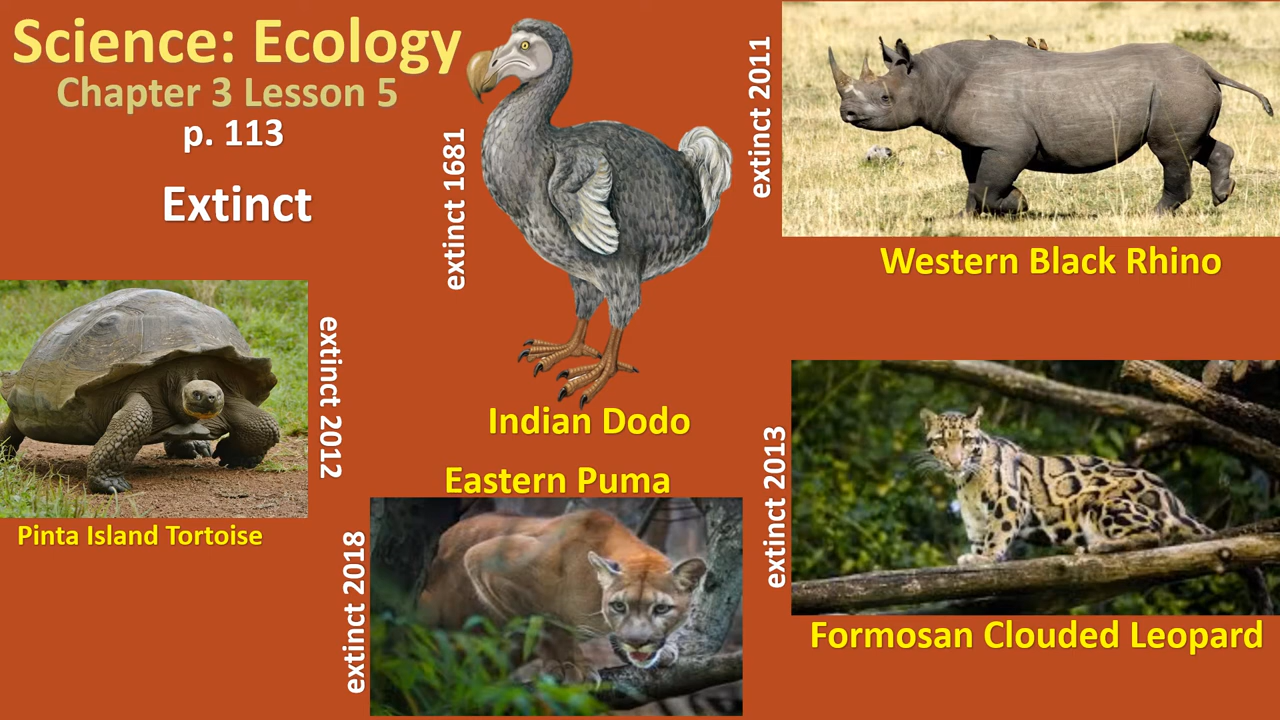 Science: Ecology
Chapter 3 Lesson 5
p. 113
Extinct
extinct 1681
Indian Dodo
extinct 2011
Western Black Rhino
extinct 2012
Pinta Island Tortoise
Eastern Puma
extinct 2018
extinct 2013
Formosan Clouded Leopard